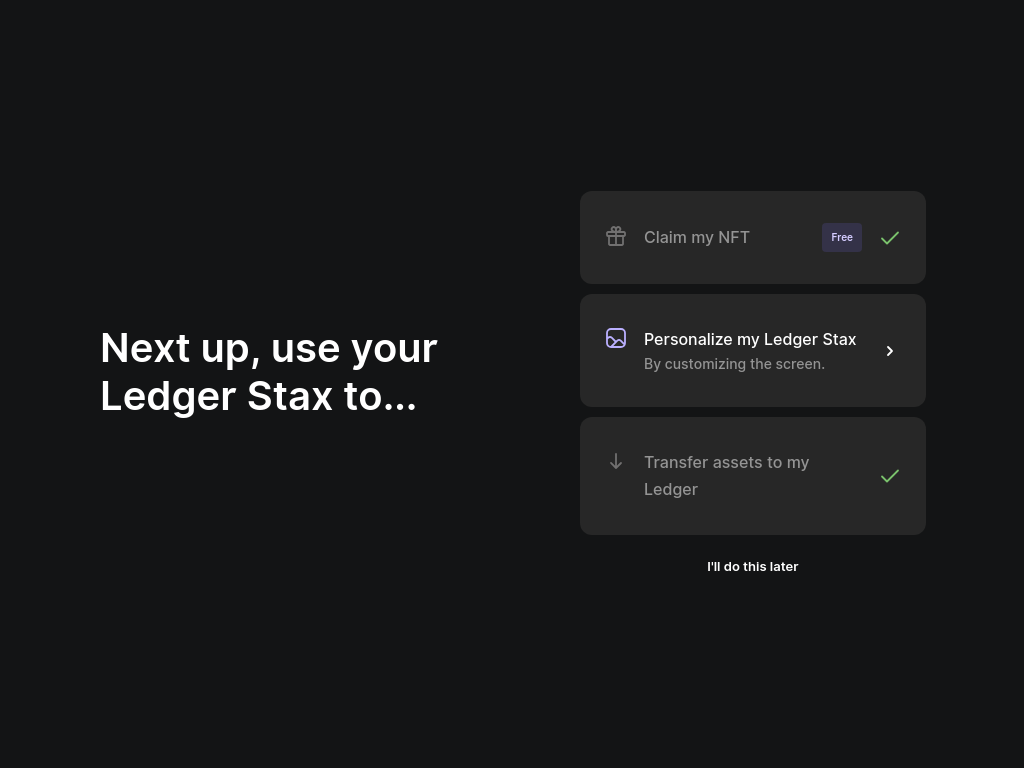 Next up, use your
Ledger Stax to...
Claim my NFT
Free
Personalize my Ledger Stax
By customizing the screen.
Transfer assets to my
Ledger
I'll do this later